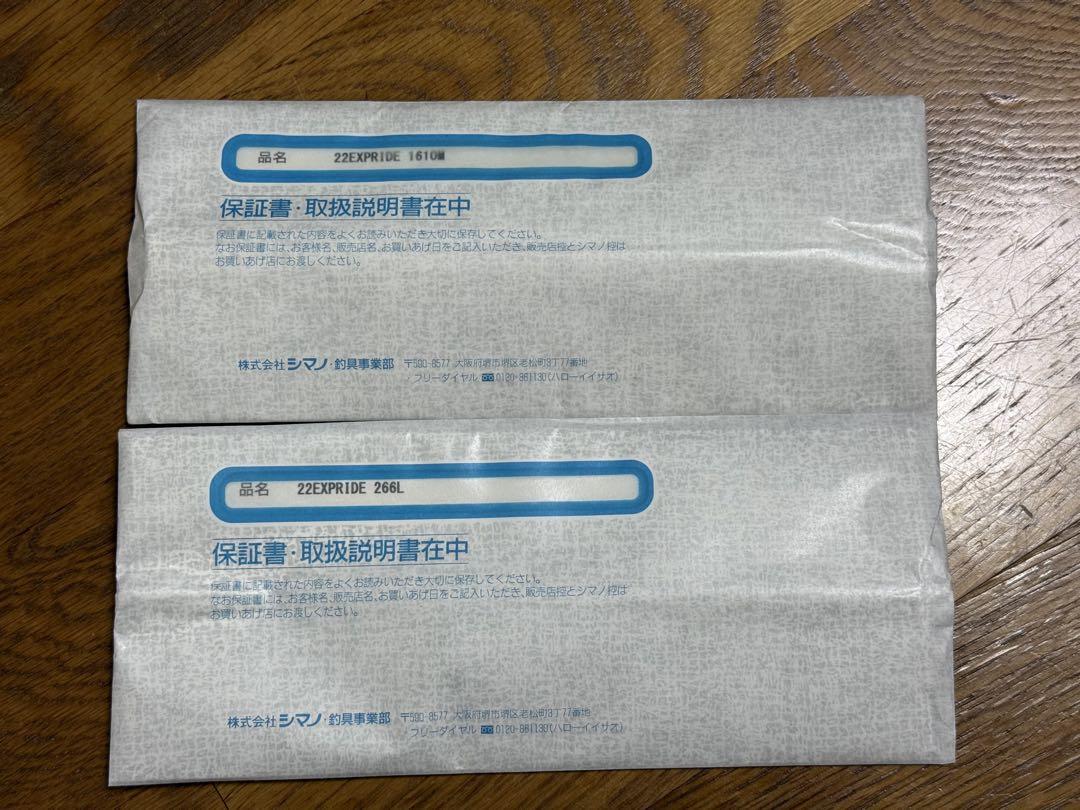 品名 22EXPRIDE 1610M
保証書・取扱説明書在中
保証書に記載された内容をよくお読みいただき大切に保存してください。
なお保証書には、お客様名、販売店名、お買いあげ日をご記入いただき、販売店控とシマノ控は
お買いあげ店にお渡しください。
株式会社シマノ・釣具事業部 〒590-8577 大阪府堺市堺区老松町3丁77番地
フリーダイヤル 0120-861130(ハローイイサオ)
品名 22EXPRIDE 266L
保証書・取扱説明書在中
保証書に記載された内容をよくお読みいただき大切に保存してください。
なお保証書には、お客様名、販売店名、お買いあげ日をご記入いただき、販売店控とシマノ控は
お買いあげ店にお渡しください。
株式会社シマノ・釣具事業部 〒590-8577 大阪府堺市堺区老松町3丁77番地
フリーダイヤル 0120-861130(ハローイイサオ)